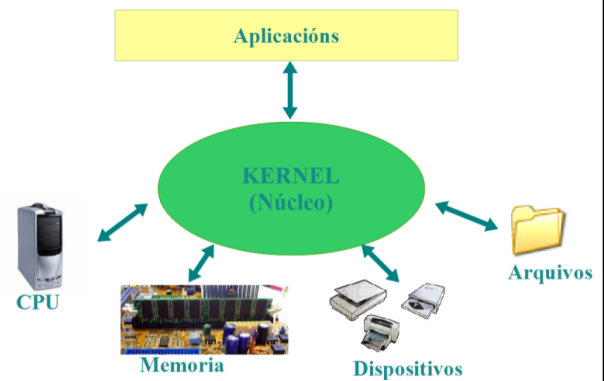 Aplicacións
KERNEL
(Núcleo)
CPU
Memoria
Dispositivos
Arquivos